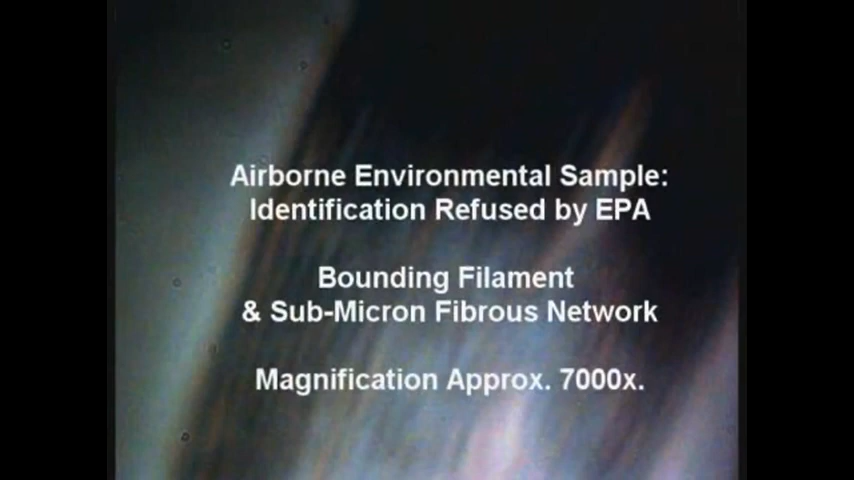 Airborne Environmental Sample:
Identification Refused by EPA
Bounding Filament
& Sub-Micron Fibrous Network
Magnification Approx. 7000x.